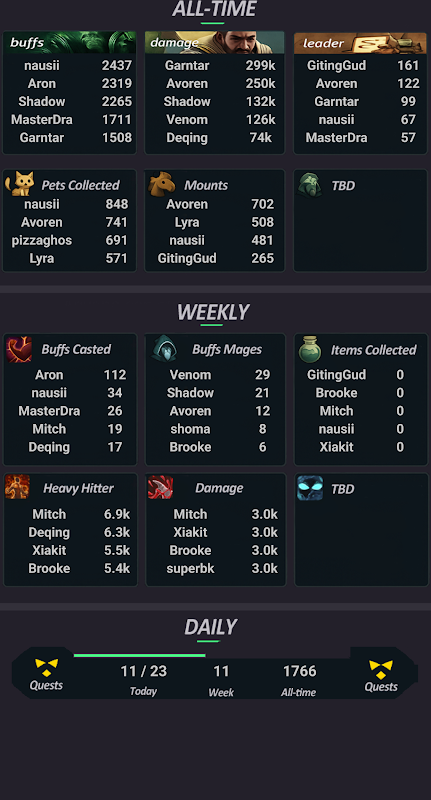 ALL-TIME
buffs
nausii 2437
Aron 2319
Shadow 2265
MasterDra 1711
Garntar 1508
damage
Garntar 299k
Avoren 250k
Shadow 132k
Venom 126k
Deqing 74k
leader
GitingGud 161
Avoren 122
Garntar 99
nausii 67
MasterDra 57
Pets Collected
nausii 848
Avoren 741
pizzaghos 691
Lyra 571
Mounts
Avoren 702
Lyra 508
nausii 481
GitingGud 265
TBD
WEEKLY
Buffs Casted
Aron 112
nausii 34
MasterDra 26
Mitch 19
Deqing 17
Buffs Mages
Venom 29
Shadow 21
Avoren 12
shoma 8
Brooke 6
Items Collected
GitingGud 0
Brooke 0
Mitch 0
nausii 0
Xiakit 0
Heavy Hitter
Mitch 6.9k
Deqing 6.3k
Xiakit 5.5k
Brooke 5.4k
Damage
Mitch 3.0k
Xiakit 3.0k
Brooke 3.0k
superbk 3.0k
TBD
DAILY
Quests
11 / 23
Today
11
Week
1766
All-time
Quests